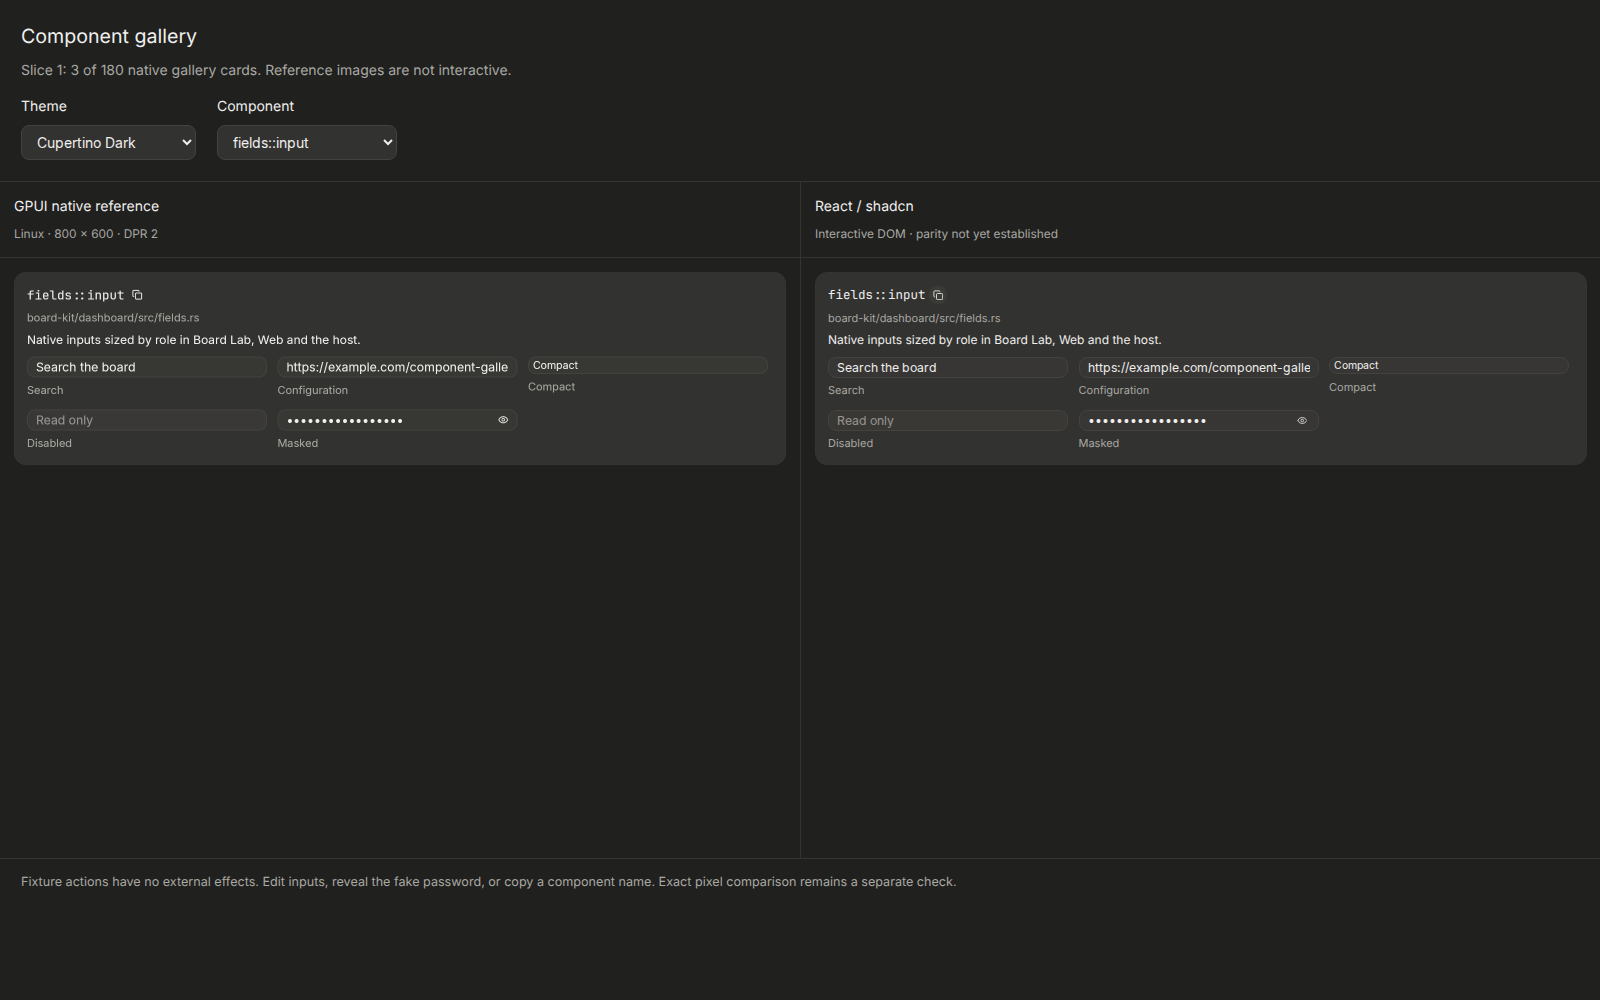 Component gallery
Slice 1: 3 of 180 native gallery cards. Reference images are not interactive.
Theme
Component
Cupertino Dark
fields::input
GPUI native reference
Linux · 800 × 600 · DPR 2
fields::input
board-kit/dashboard/src/fields.rs
Native inputs sized by role in Board Lab, Web and the host.
Search the board
https://example.com/component-galle
Compact
Search
Configuration
Compact
Read only
••••••••••••••••
Disabled
Masked
React / shadcn
Interactive DOM · parity not yet established
fields::input
board-kit/dashboard/src/fields.rs
Native inputs sized by role in Board Lab, Web and the host.
Search the board
https://example.com/component-galle
Compact
Search
Configuration
Compact
Read only
••••••••••••••••
Disabled
Masked
Fixture actions have no external effects. Edit inputs, reveal the fake password, or copy a component name. Exact pixel comparison remains a separate check.